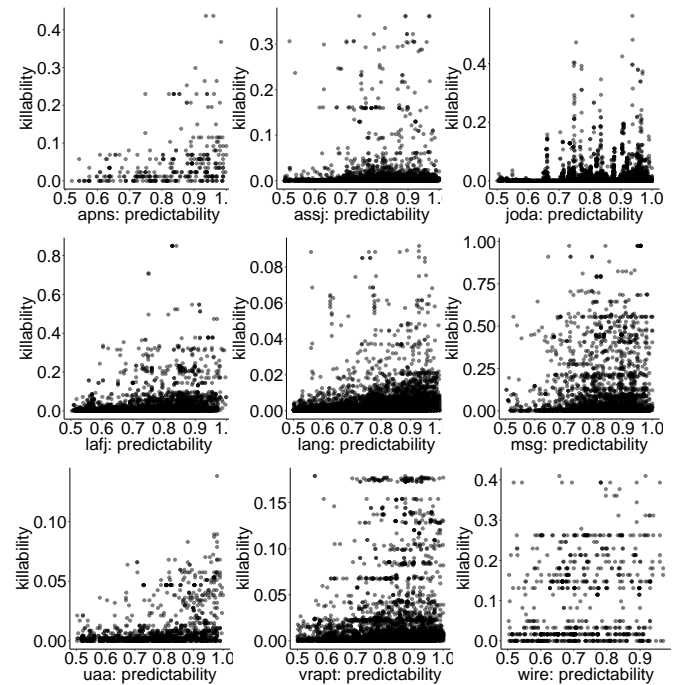 killability
0.4
0.3
0.2
0.1
0.0
0.5 0.6 0.7 0.8 0.9 1.
apns: predictability
killability
0.3
0.2
0.1
0.0
0.5 0.6 0.7 0.8 0.9 1.
assj: predictability
killability
0.4
0.2
0.0
0.5 0.6 0.7 0.8 0.9 1.0
joda: predictability
killability
0.8
0.6
0.4
0.2
0.0
0.5 0.6 0.7 0.8 0.9 1.
lafj: predictability
killability
0.08
0.06
0.04
0.02
0.00
0.5 0.6 0.7 0.8 0.9 1.
lang: predictability
killability
1.00
0.75
0.50
0.25
0.00
0.5 0.6 0.7 0.8 0.9 1.0
msg: predictability
killability
0.10
0.05
0.00
0.5 0.6 0.7 0.8 0.9 1.0
uaa: predictability
killability
0.15
0.10
0.05
0.00
0.5 0.6 0.7 0.8 0.9 1.0
vrapt: predictability
killability
0.4
0.3
0.2
0.1
0.0
0.5 0.6 0.7 0.8 0.9 1.0
wire: predictability